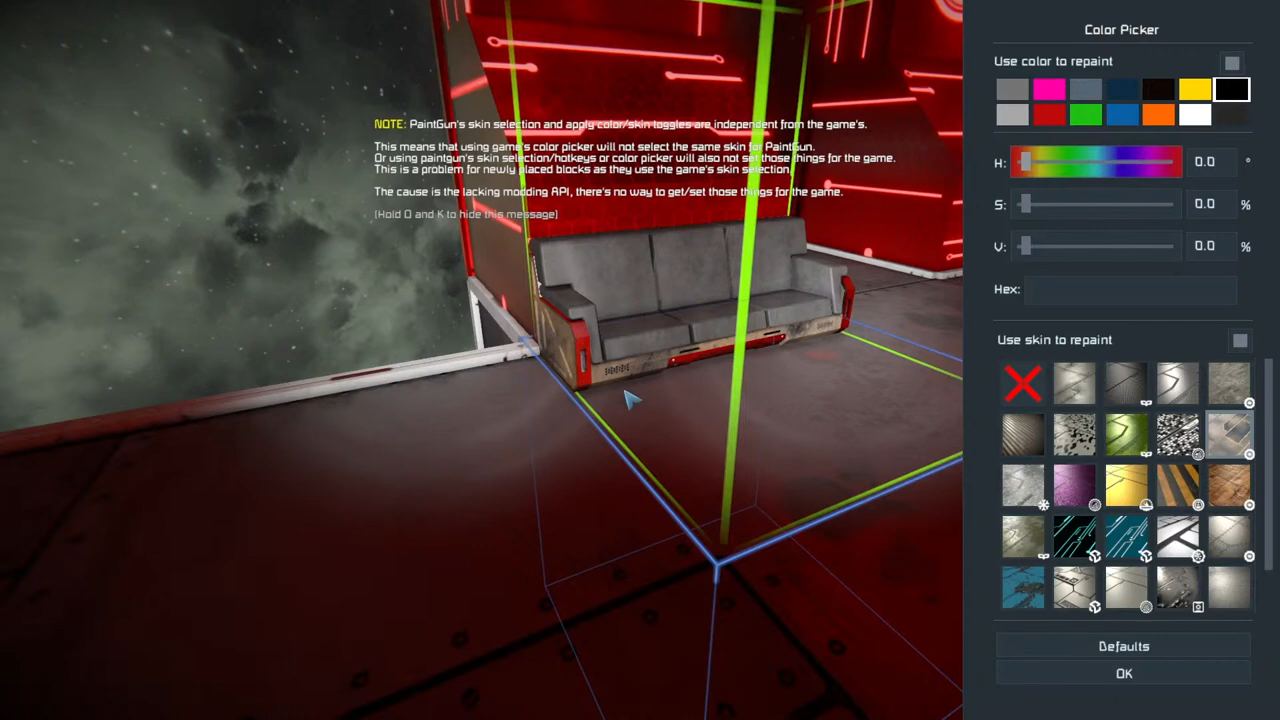 Color Picker
Use color to repaint
NOTE: PaintGun's skin selection and apply color/skin toggles are independent from the game's.
This means that using game's color picker will not select the same skin for PaintGun.
Or using paintgun's skin selection/hotkeys or color picker will also not set those things for the game.
This is a problem for newly placed blocks as they use the game's skin selection.
The cause is the lacking modding API, there's no way to get/set those things for the game.
(Hold 0 and K to hide this message)
H: 0.0 °
S: 0.0 %
V: 0.0 %
Hex:
Use skin to repaint
Defaults
OK